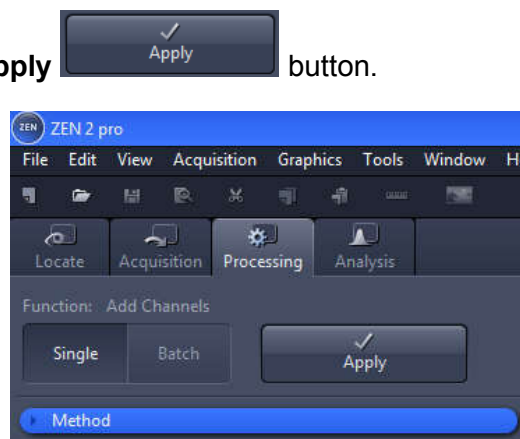 pply Apply button.
ZEN ZEN 2 pro
File Edit View Acquisition Graphics Tools Window H
Locate Acquisition Processing Analysis
Function: Add Channels
Single Batch Apply
Method